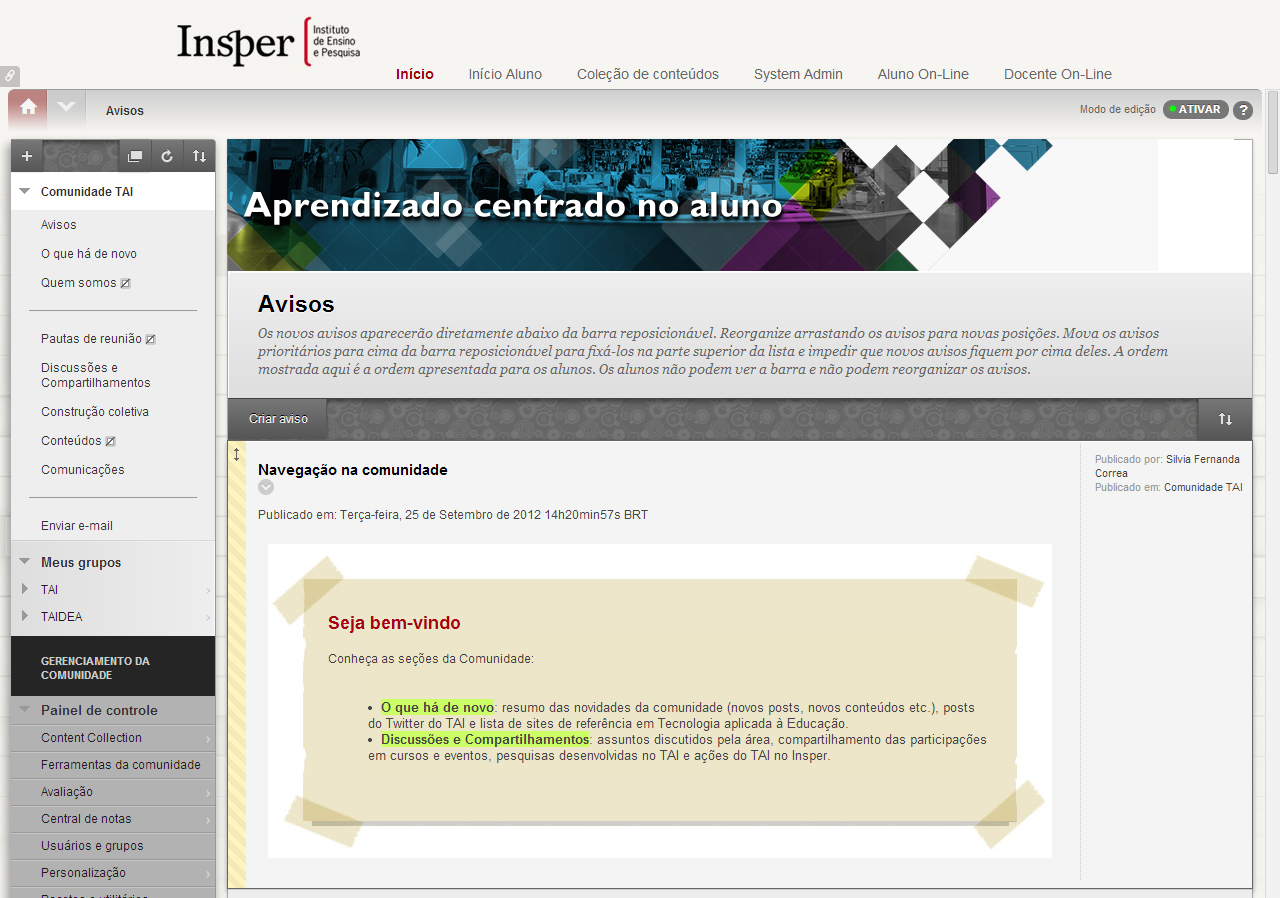 Insper
Instituto
de Ensino
e Pesquisa
Início Início Aluno Coleção de conteúdos System Admin Aluno On-Line Docente On-Line
Avisos
Modo de edição ATIVAR ?
Comunidade TAI
Avisos
O que há de novo
Quem somos
Pautas de reunião
Discussões e
Compartilhamentos
Construção coletiva
Conteúdos
Comunicações
Enviar e-mail
Meus grupos
TAI
TAIDEA
GERENCIAMENTO DA
COMUNIDADE
Painel de controle
Content Collection
Ferramentas da comunidade
Avaliação
Central de notas
Usuários e grupos
Personalização
Aprendizado centrado no aluno
Avisos
Os novos avisos aparecerão diretamente abaixo da barra reposicionável. Reorganize arrastando os avisos para novas posições. Mova os avisos
prioritários para cima da barra reposicionável para fixá-los na parte superior da lista e impedir que novos avisos fiquem por cima deles. A ordem
mostrada aqui é a ordem apresentada para os alunos. Os alunos não podem ver a barra e não podem reorganizar os avisos.
Criar aviso
Navegação na comunidade
Publicado em: Terça-feira, 25 de Setembro de 2012 14h20min57s BRT
Publicado por: Silvia Fernanda
Correa
Publicado em: Comunidade TAI
Seja bem-vindo
Conheça as seções da Comunidade:
• O que há de novo: resumo das novidades da comunidade (novos posts, novos conteúdos etc.), posts
do Twitter do TAI e lista de sites de referência em Tecnologia aplicada à Educação.
• Discussões e Compartilhamentos: assuntos discutidos pela área, compartilhamento das participações
em cursos e eventos, pesquisas desenvolvidas no TAI e ações do TAI no Insper.